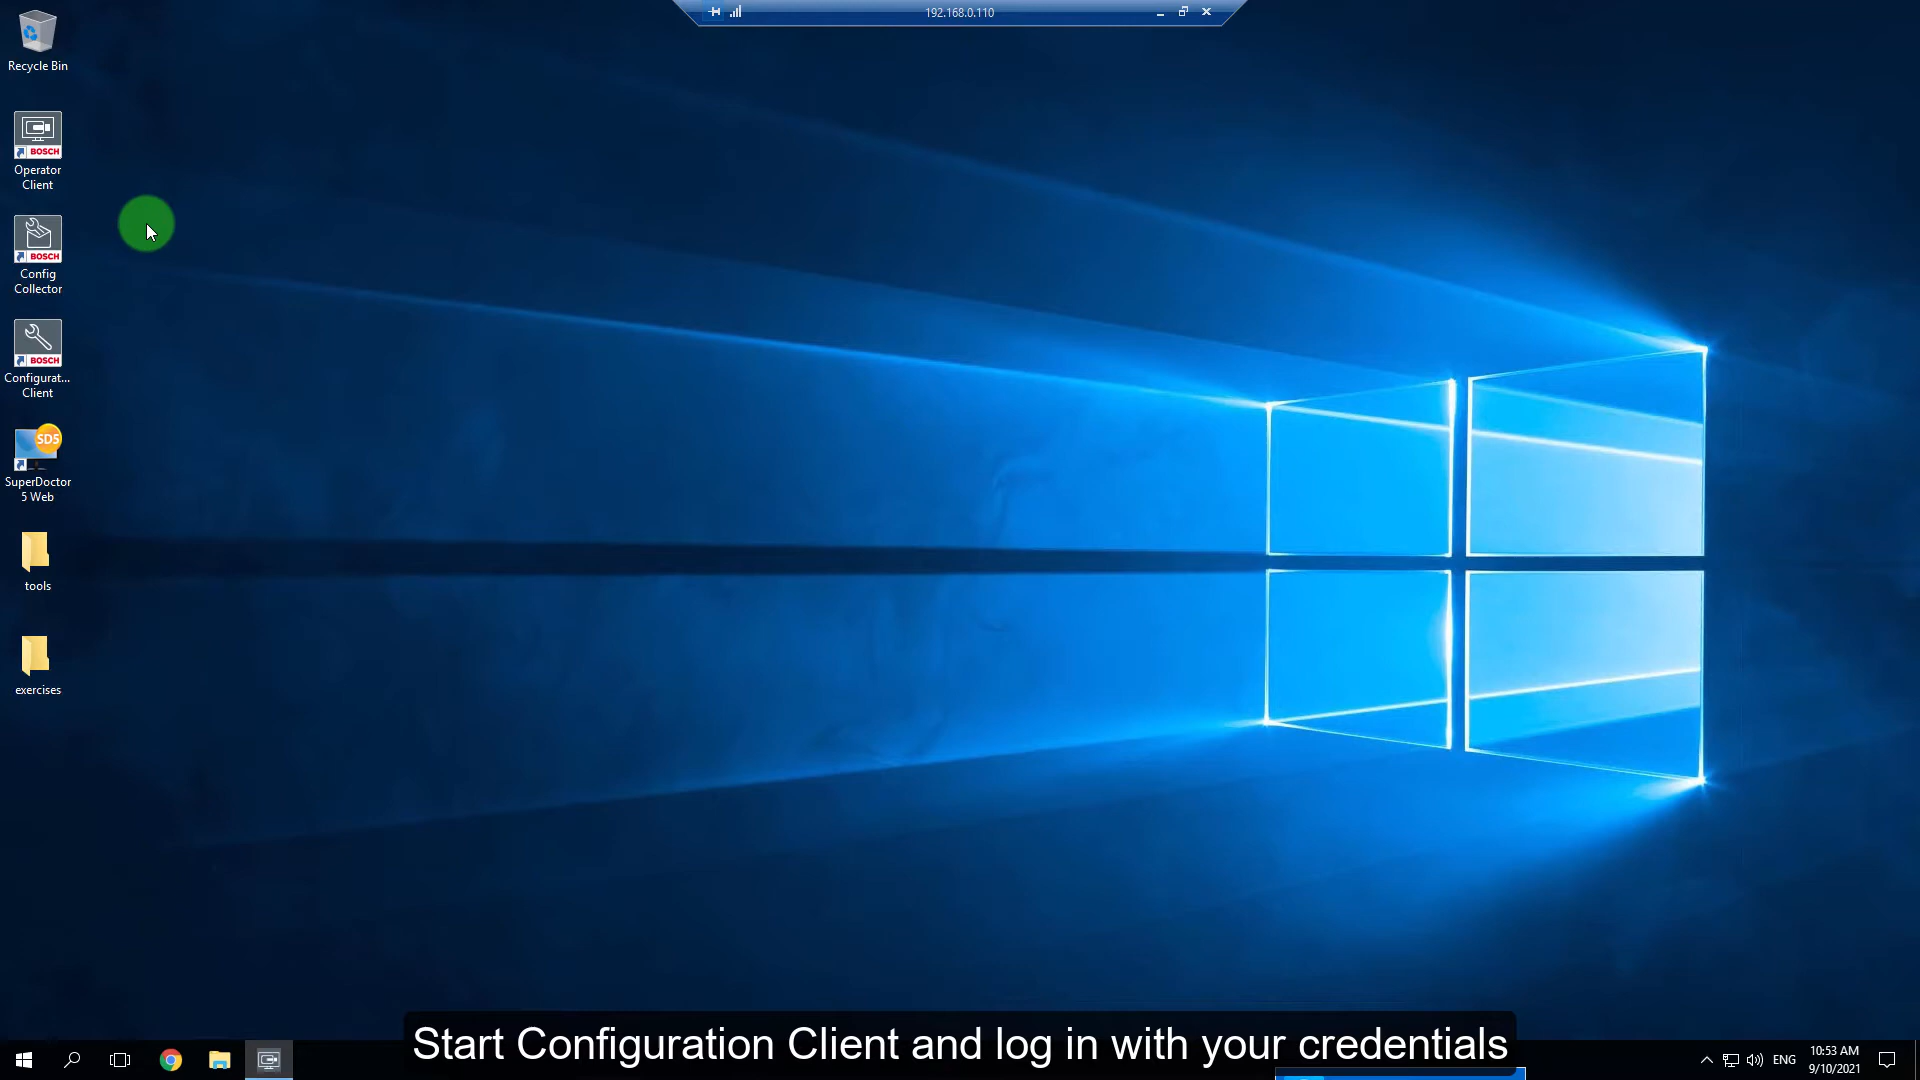 192.168.0.110
Recycle Bin
BOSCH
Operator
Client
BOSCH
Config
Collector
BOSCH
Configurat...
Client
SD5
SuperDoctor
5 Web
tools
exercises
Start Configuration Client and log in with your credentials
ENG
10:53 AM
9/10/2021